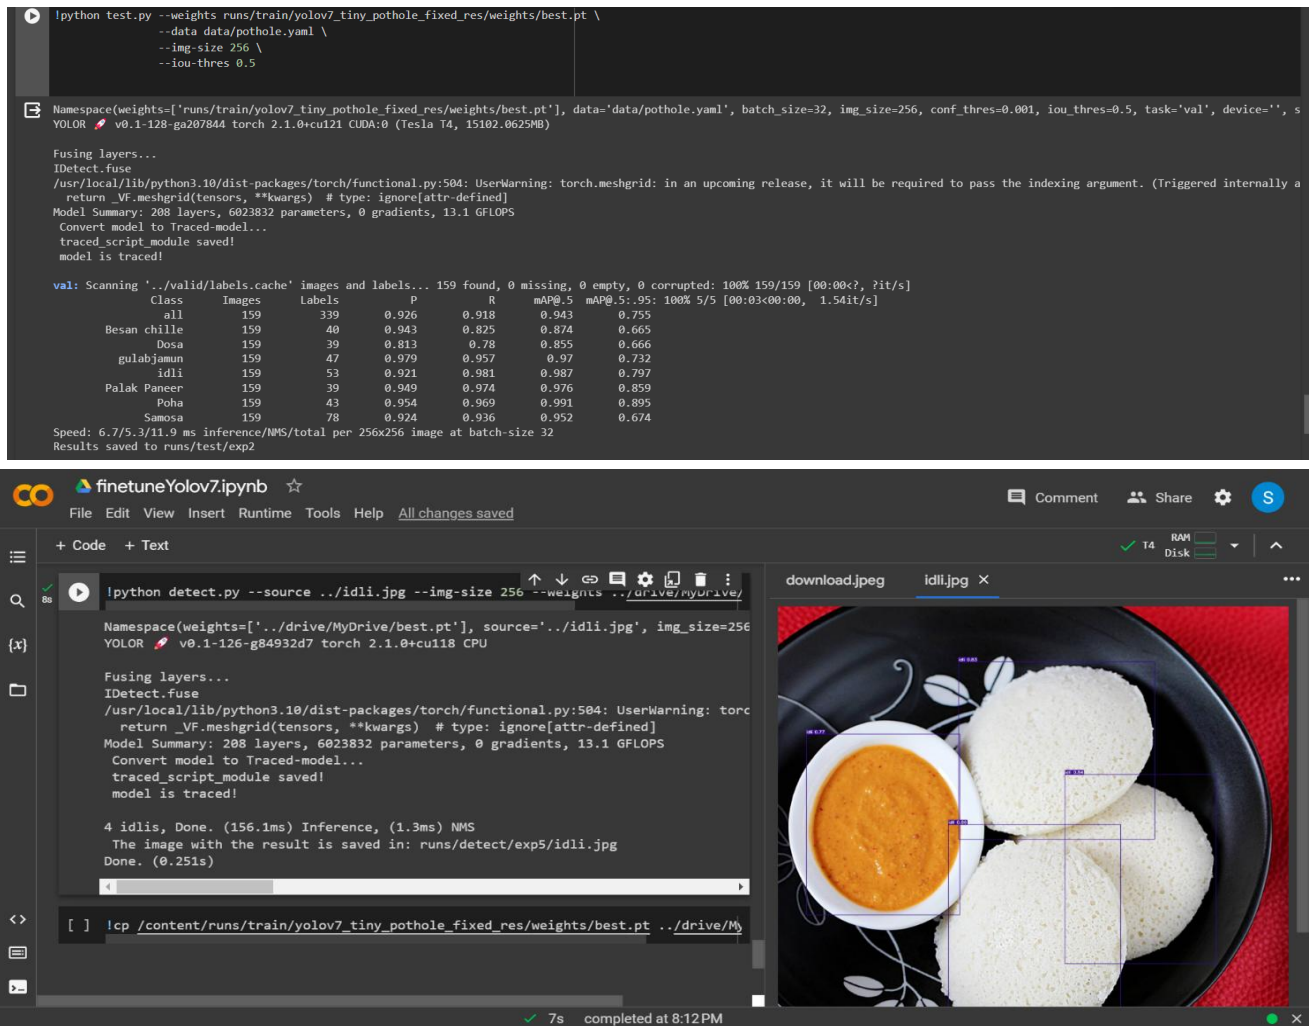 !python test.py --weights runs/train/yolov7_tiny_pothole_fixed_res/weights/best.pt \
--data data/pothole.yaml \
--img-size 256 \
--iou-thres 0.5
Namespace(weights=['runs/train/yolov7_tiny_pothole_fixed_res/weights/best.pt'], data='data/pothole.yaml', batch_size=32, img_size=256, conf_thres=0.001, iou_thres=0.5, task='val', device='', s
YOLOR 🚀 v0.1-128-ga207844 torch 2.1.0+cu121 CUDA:0 (Tesla T4, 15102.0625MB)
Fusing layers...
IDetect.fuse
/usr/local/lib/python3.10/dist-packages/torch/functional.py:504: UserWarning: torch.meshgrid: in an upcoming release, it will be required to pass the indexing argument. (Triggered internally a
return _VF.meshgrid(tensors, **kwargs)  # type: ignore[attr-defined]
Model Summary: 208 layers, 6023832 parameters, 0 gradients, 13.1 GFLOPS
Convert model to Traced-model...
traced_script_module saved!
model is traced!
val: Scanning '../valid/labels.cache' images and labels... 159 found, 0 missing, 0 empty, 0 corrupted: 100% 159/159 [00:00<?, ?it/s]
Class Images Labels P R mAP@.5 mAP@.5:.95: 100% 5/5 [00:03<00:00, 1.54it/s]
all 159 339 0.926 0.918 0.943 0.755
Besan chille 159 40 0.943 0.825 0.874 0.665
Dosa 159 39 0.813 0.78 0.855 0.666
gulabjamun 159 47 0.979 0.957 0.97 0.732
idli 159 53 0.921 0.981 0.987 0.797
Palak Paneer 159 39 0.949 0.974 0.976 0.859
Poha 159 43 0.954 0.969 0.991 0.895
Samosa 159 78 0.924 0.936 0.952 0.674
Speed: 6.7/5.3/11.9 ms inference/NMS/total per 256x256 image at batch-size 32
Results saved to runs/test/exp2
CO finetuneYolov7.ipynb
Comment Share S
File Edit View Insert Runtime Tools Help All changes saved
+ Code + Text
T4 RAM Disk
8s
!python detect.py --source ../idli.jpg --img-size 256 --weights ../drive/MyDrive/
Namespace(weights=['../drive/MyDrive/best.pt'], source='../idli.jpg', img_size=256
YOLOR 🚀 v0.1-126-g84932d7 torch 2.1.0+cu118 CPU
Fusing layers...
IDetect.fuse
/usr/local/lib/python3.10/dist-packages/torch/functional.py:504: UserWarning: torc
return _VF.meshgrid(tensors, **kwargs)  # type: ignore[attr-defined]
Model Summary: 208 layers, 6023832 parameters, 0 gradients, 13.1 GFLOPS
Convert model to Traced-model...
traced_script_module saved!
model is traced!
4 idlis, Done. (156.1ms) Inference, (1.3ms) NMS
The image with the result is saved in: runs/detect/exp5/idli.jpg
Done. (0.251s)
[ ] !cp /content/runs/train/yolov7_tiny_pothole_fixed_res/weights/best.pt ../drive/My
download.jpeg idli.jpg
{x}
7s completed at 8:12 PM